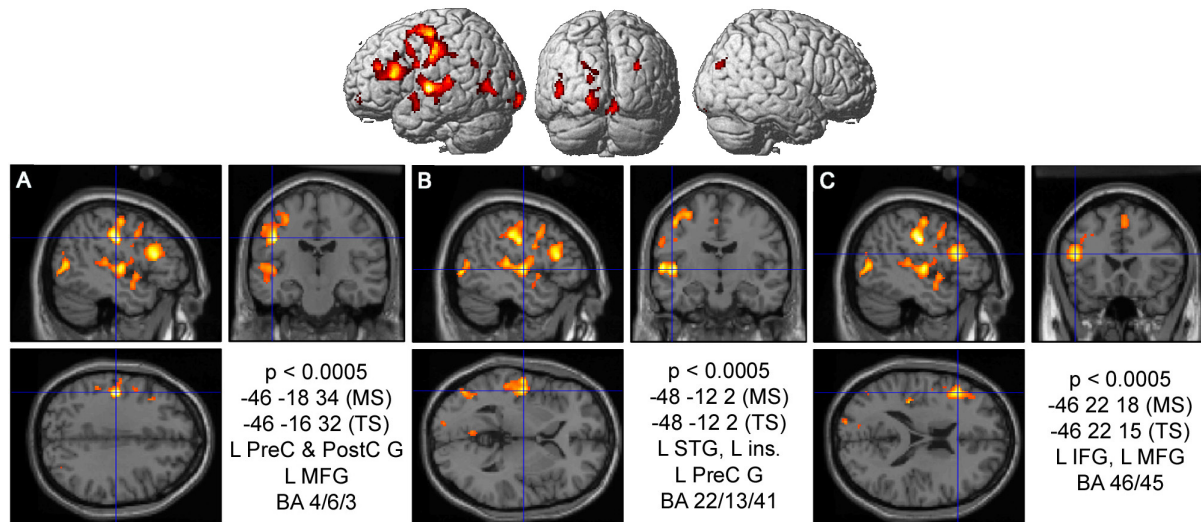 A
B
C
p < 0.0005
-46 -18 34 (MS)
-46 -16 32 (TS)
L PreC & PostC G
L MFG
BA 4/6/3
p < 0.0005
-48 -12 2 (MS)
-48 -12 2 (TS)
L STG, L ins.
L PreC G
BA 22/13/41
p < 0.0005
-46 22 18 (MS)
-46 22 15 (TS)
L IFG, L MFG
BA 46/45